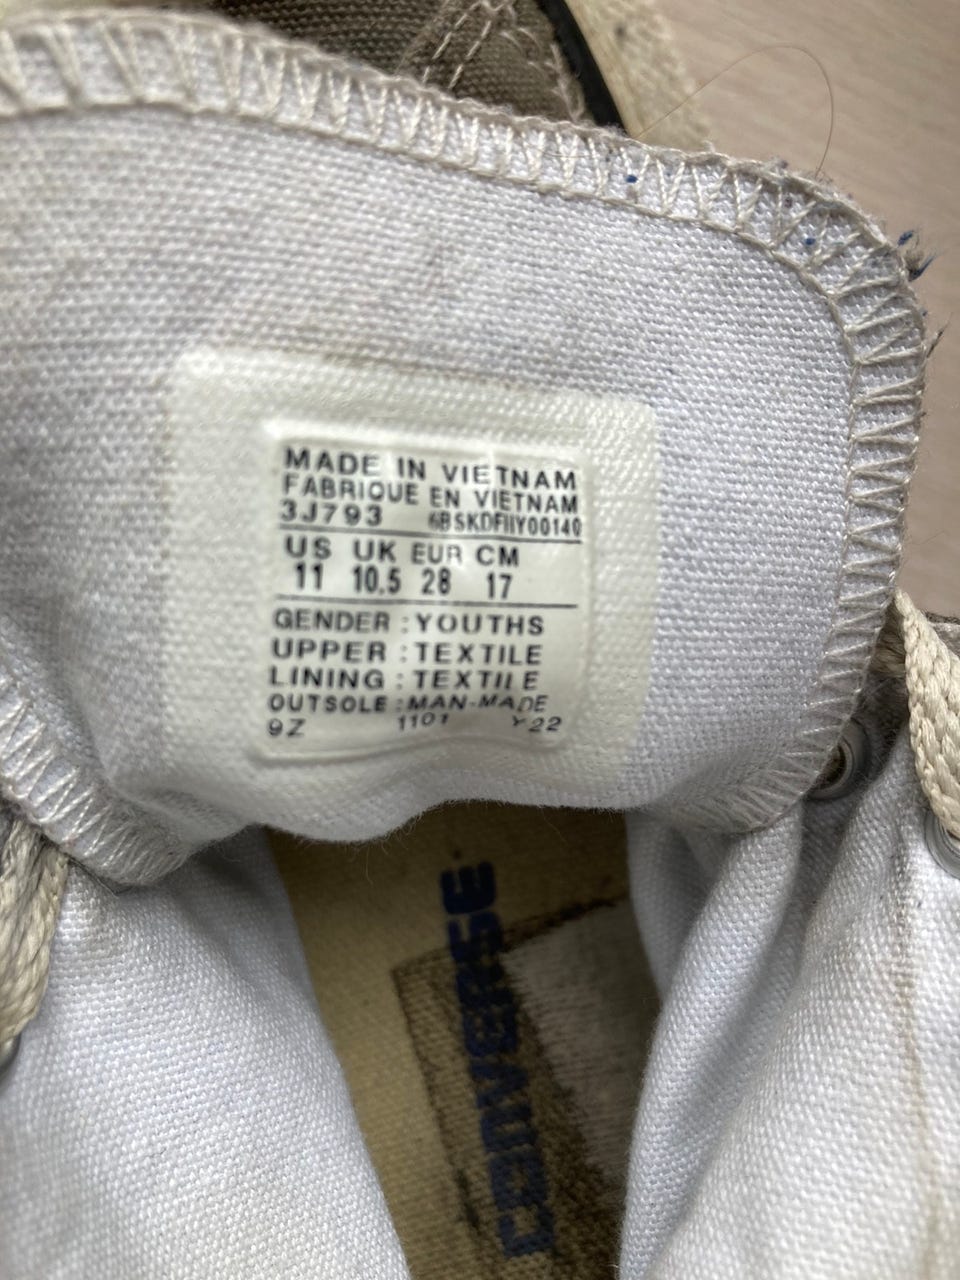 MADE IN VIETNAM
FABRIQUE EN VIETNAM
3J793 6BSKDFIIY00140
US UK EUR CM
11 10.5 28 17
GENDER : YOUTHS
UPPER : TEXTILE
LINING : TEXTILE
OUTSOLE : MAN-MADE
9Z 1101 Y22
CONVERSE